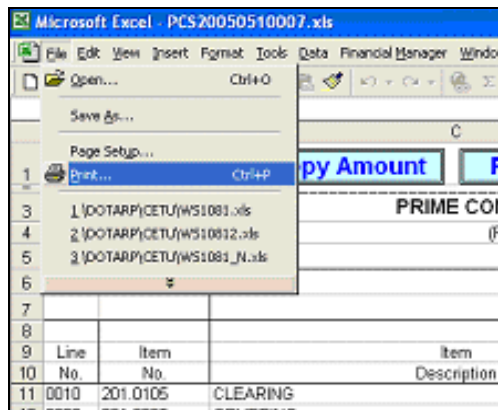 Microsoft Excel - PCS20050510007.xls
File Edit View Insert Format Tools Data Financial Manager Windo
Open... Ctrl+O
Save As...
Page Setup...
Print... Ctrl+P
1 \DOTARP\CETU\WS1081.xls
2 \DOTARP\CETU\WS10812.xls
3 \DOTARP\CETU\WS1081_N.xls
C
1 py Amount
3 PRIME CO
4
5
6
7
8
9 Line Item Item
10 No. No. Description
11 0010 201.0105 CLEARING